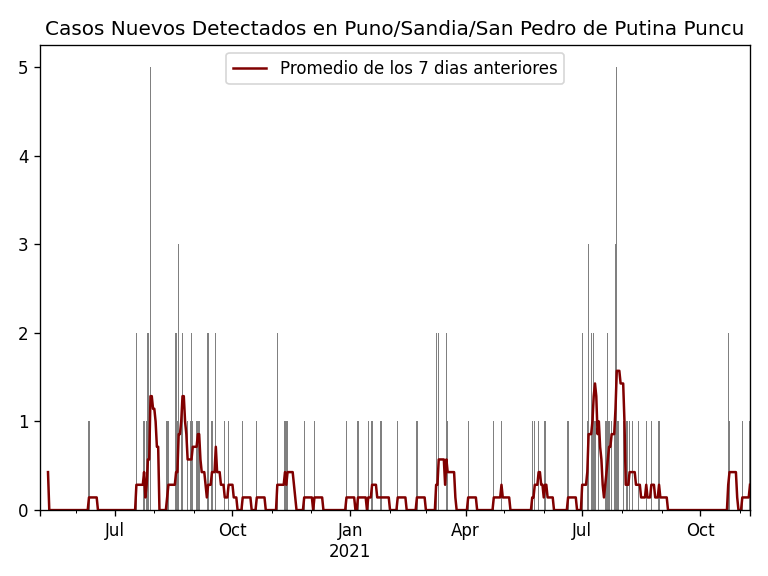 Casos Nuevos Detectados en Puno/Sandia/San Pedro de Putina Puncu
Promedio de los 7 dias anteriores
5
4
3
2
1
0
Jul
Oct
Jan
Apr
Jul
Oct
2021